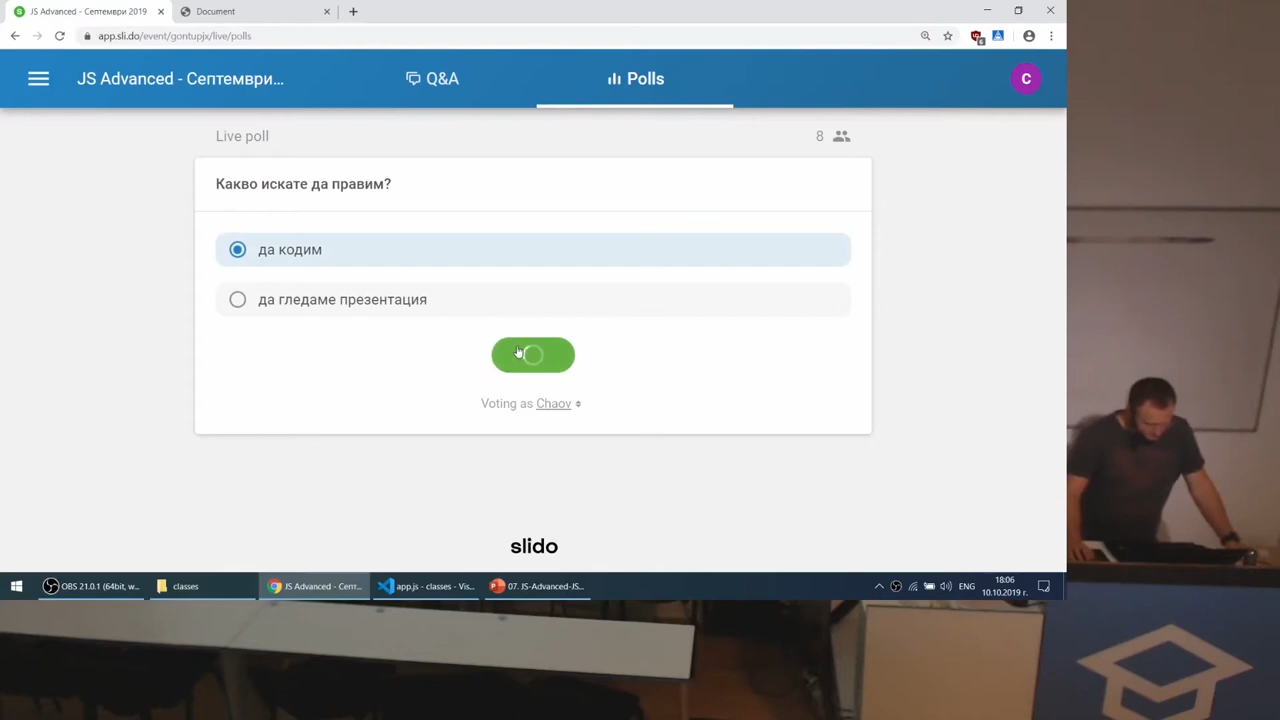 JS Advanced - Септември 2019
Document
app.sli.do/event/gontupjx/live/polls
6
JS Advanced - Септември...
Q&A
Polls
C
Live poll
8
Какво искате да правим?
да кодим
да гледаме презентация
Voting as Chaov
slido
OBS 21.0.1 (64bit, w...
classes
JS Advanced - Септ...
app.js - classes - Vis...
07. JS-Advanced-JS...
ENG
18:06
10.10.2019 г.